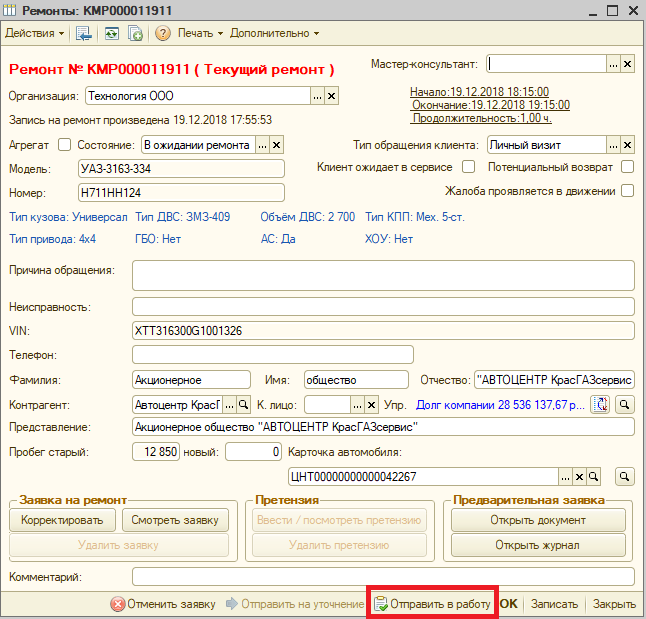 Ремонты: КМР000011911
Действия Печать Дополнительно
Ремонт № КМР000011911 ( Текущий ремонт ) Мастер-консультант:
Организация: Технология ООО Начало:19.12.2018 18:15:00
Окончание:19.12.2018 19:15:00
Запись на ремонт произведена 19.12.2018 17:55:53 Продолжительность:1,00 ч.
Агрегат Состояние: В ожидании ремонта Тип обращения клиента: Личный визит
Модель: УАЗ-3163-334 Клиент ожидает в сервисе Потенциальный возврат
Номер: Н711НН124 Жалоба проявляется в движении
Тип кузова: Универсал Тип ДВС: ЗМЗ-409 Объём ДВС: 2 700 Тип КПП: Мех. 5-ст.
Тип привода: 4x4 ГБО: Нет АС: Да ХОУ: Нет
Причина обращения:
Неисправность:
VIN: XTT316300G1001326
Телефон:
Фамилия: Акционерное Имя: общество Отчество: "АВТОЦЕНТР КрасГАЗсервис
Контрагент: Автоцентр КрасГ К. лицо: Упр. Долг компании 28 536 137,67 р...
Представление: Акционерное общество "АВТОЦЕНТР КрасГАЗсервис"
Пробег старый: 12 850 новый: 0 Карточка автомобиля:
ЦНТ00000000000042267
Заявка на ремонт Претензия Предварительная заявка
Корректировать Смотреть заявку Ввести / посмотреть претензию Открыть документ
Удалить заявку Удалить претензию Открыть журнал
Комментарий:
Отменить заявку Отправить на уточнение Отправить в работу OK Записать Закрыть